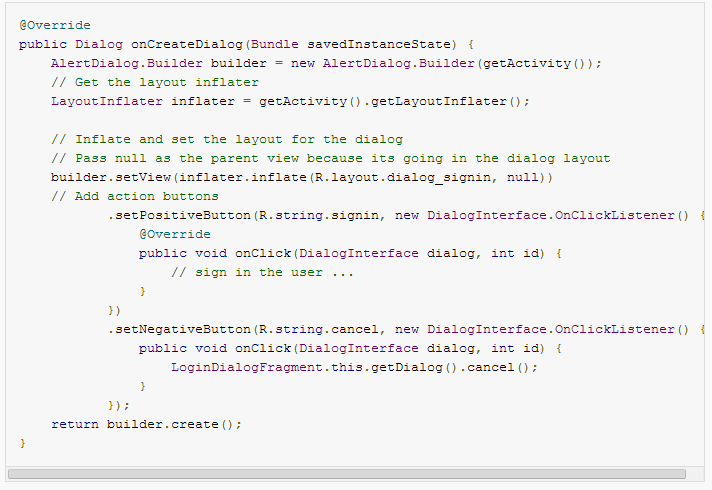 @Override
public Dialog onCreateDialog(Bundle savedInstanceState) {
    AlertDialog.Builder builder = new AlertDialog.Builder(getActivity());
    // Get the layout inflater
    LayoutInflater inflater = getActivity().getLayoutInflater();

    // Inflate and set the layout for the dialog
    // Pass null as the parent view because its going in the dialog layout
    builder.setView(inflater.inflate(R.layout.dialog_signin, null))
    // Add action buttons
           .setPositiveButton(R.string.signin, new DialogInterface.OnClickListener() {
               @Override
               public void onClick(DialogInterface dialog, int id) {
                   // sign in the user ...
               }
           })
           .setNegativeButton(R.string.cancel, new DialogInterface.OnClickListener() {
               public void onClick(DialogInterface dialog, int id) {
                   LoginDialogFragment.this.getDialog().cancel();
               }
           });
    return builder.create();
}